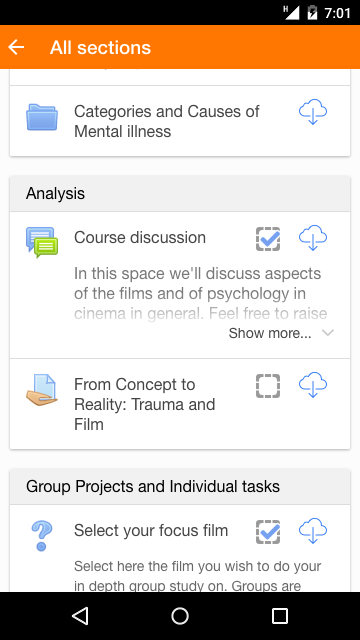 H 7:01
All sections
Categories and Causes of
Mental illness
Analysis
Course discussion
In this space we'll discuss aspects
of the films and of psychology in
cinema in general. Feel free to raise
Show more...
From Concept to
Reality: Trauma and
Film
Group Projects and Individual tasks
Select your focus film
Select here the film you wish to do your
in depth group study on. Groups are